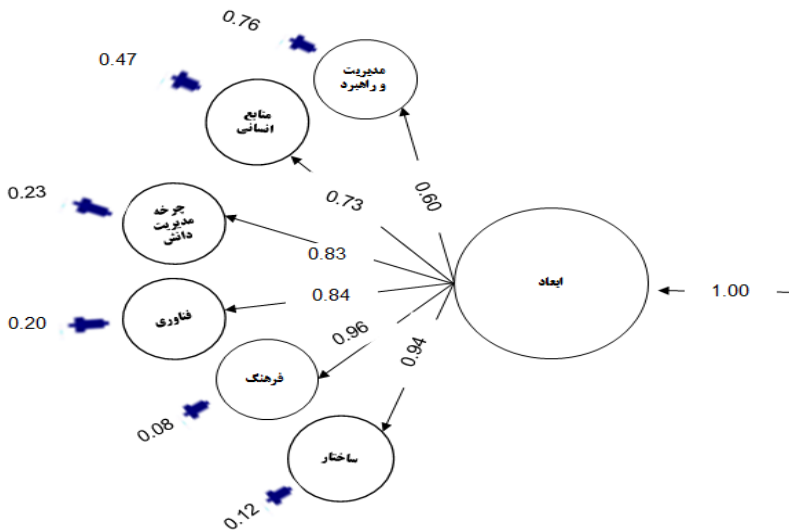 0.76
مدیریت
و راهبرد
0.47
منابع
انسانی
0.60
0.73
0.23
چرخه
مدیریت
دانش
0.83
ابعاد
1.00
0.84
0.20
فناوری
0.96
0.94
فرهنگ
0.08
ساختار
0.12